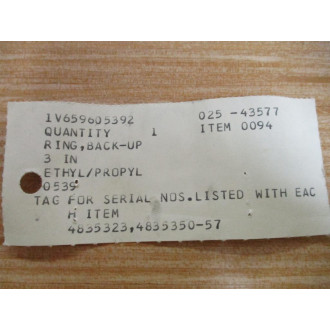 1V659605392 025 -43577
QUANTITY 1 ITEM 0094
RING,BACK-UP
3 IN
ETHYL/PROPYL
0539
TAG FOR SERIAL NOS.LISTED WITH EAC
H ITEM
4835323,4835350-57